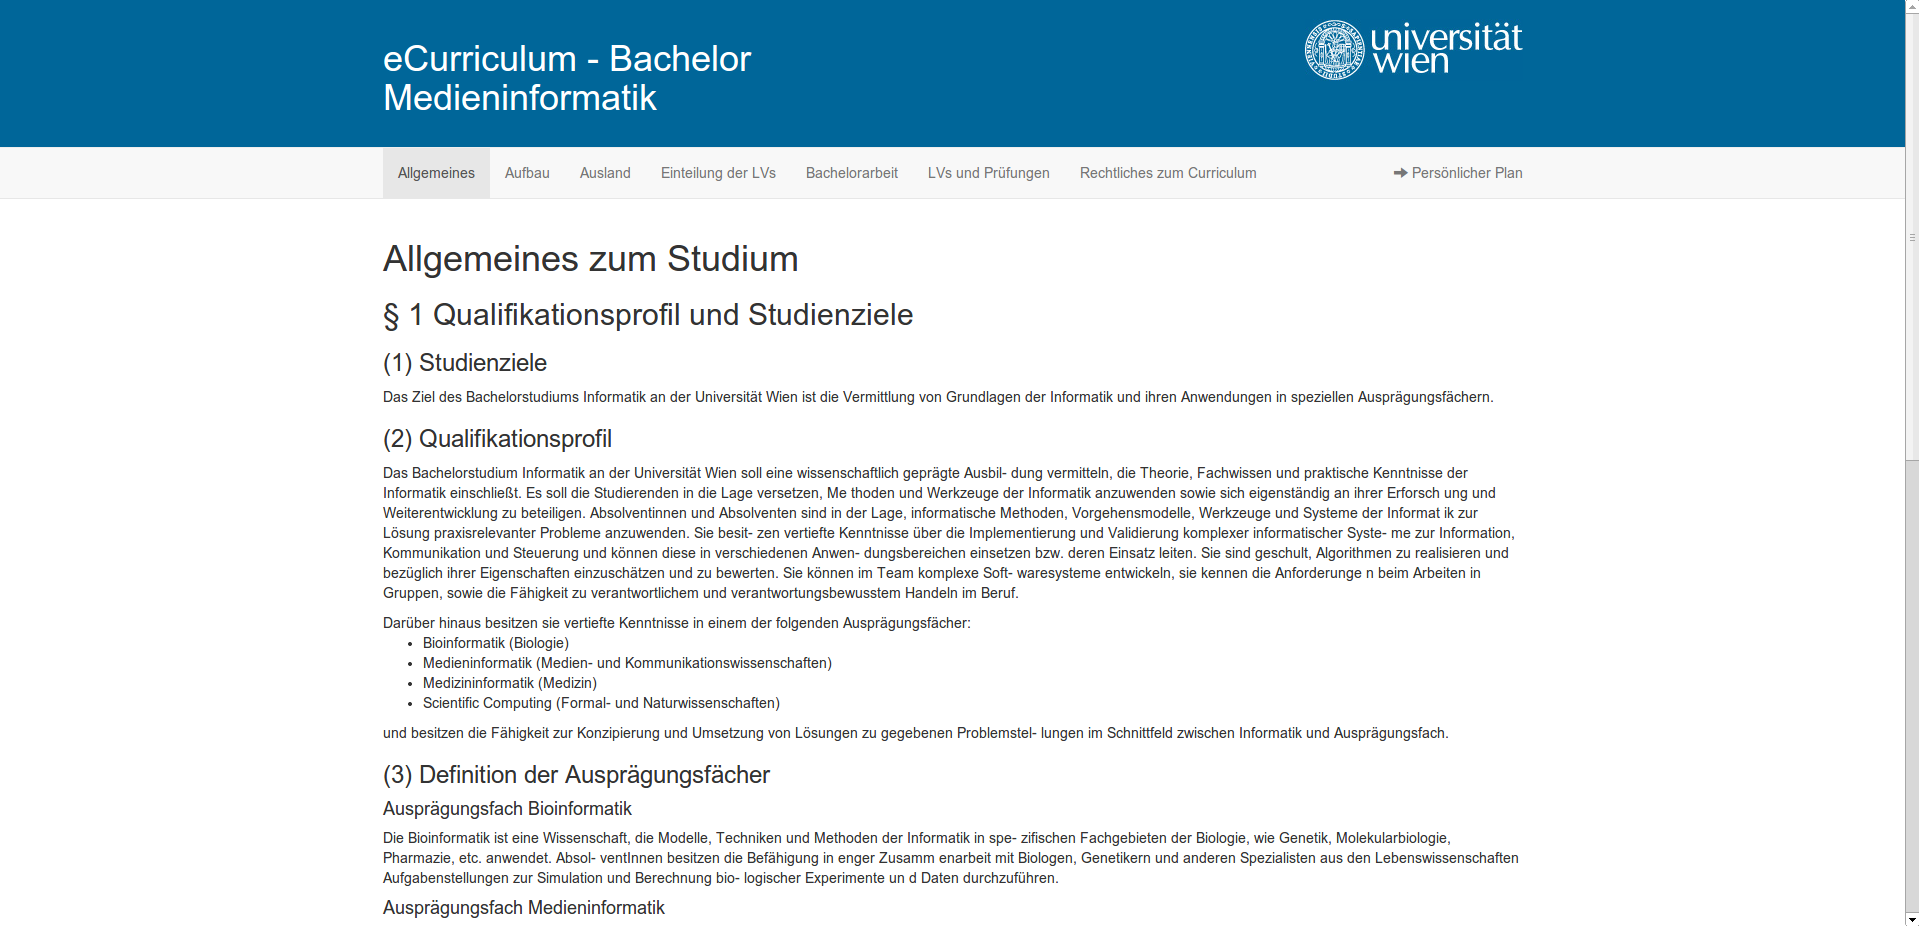 eCurriculum - Bachelor
Medieninformatik
universität
wien
Allgemeines Aufbau Ausland Einteilung der LVs Bachelorarbeit LVs und Prüfungen Rechtliches zum Curriculum Persönlicher Plan
Allgemeines zum Studium
§ 1 Qualifikationsprofil und Studienziele
(1) Studienziele
Das Ziel des Bachelorstudiums Informatik an der Universität Wien ist die Vermittlung von Grundlagen der Informatik und ihren Anwendungen in speziellen Ausprägungsfächern.
(2) Qualifikationsprofil
Das Bachelorstudium Informatik an der Universität Wien soll eine wissenschaftlich geprägte Ausbil- dung vermitteln, die Theorie, Fachwissen und praktische Kenntnisse der
Informatik einschließt. Es soll die Studierenden in die Lage versetzen, Me thoden und Werkzeuge der Informatik anzuwenden sowie sich eigenständig an ihrer Erforsch ung und
Weiterentwicklung zu beteiligen. Absolventinnen und Absolventen sind in der Lage, informatische Methoden, Vorgehensmodelle, Werkzeuge und Systeme der Informat ik zur
Lösung praxisrelevanter Probleme anzuwenden. Sie besit- zen vertiefte Kenntnisse über die Implementierung und Validierung komplexer informatischer Syste- me zur Information,
Kommunikation und Steuerung und können diese in verschiedenen Anwen- dungsbereichen einsetzen bzw. deren Einsatz leiten. Sie sind geschult, Algorithmen zu realisieren und
bezüglich ihrer Eigenschaften einzuschätzen und zu bewerten. Sie können im Team komplexe Soft- waresysteme entwickeln, sie kennen die Anforderunge n beim Arbeiten in
Gruppen, sowie die Fähigkeit zu verantwortlichem und verantwortungsbewusstem Handeln im Beruf.
Darüber hinaus besitzen sie vertiefte Kenntnisse in einem der folgenden Ausprägungsfächer:
• Bioinformatik (Biologie)
• Medieninformatik (Medien- und Kommunikationswissenschaften)
• Medizininformatik (Medizin)
• Scientific Computing (Formal- und Naturwissenschaften)
und besitzen die Fähigkeit zur Konzipierung und Umsetzung von Lösungen zu gegebenen Problemstel- lungen im Schnittfeld zwischen Informatik und Ausprägungsfach.
(3) Definition der Ausprägungsfächer
Ausprägungsfach Bioinformatik
Die Bioinformatik ist eine Wissenschaft, die Modelle, Techniken und Methoden der Informatik in spe- zifischen Fachgebieten der Biologie, wie Genetik, Molekularbiologie,
Pharmazie, etc. anwendet. Absol- ventInnen besitzen die Befähigung in enger Zusamm enarbeit mit Biologen, Genetikern und anderen Spezialisten aus den Lebenswissenschaften
Aufgabenstellungen zur Simulation und Berechnung bio- logischer Experimente un d Daten durchzuführen.
Ausprägungsfach Medieninformatik